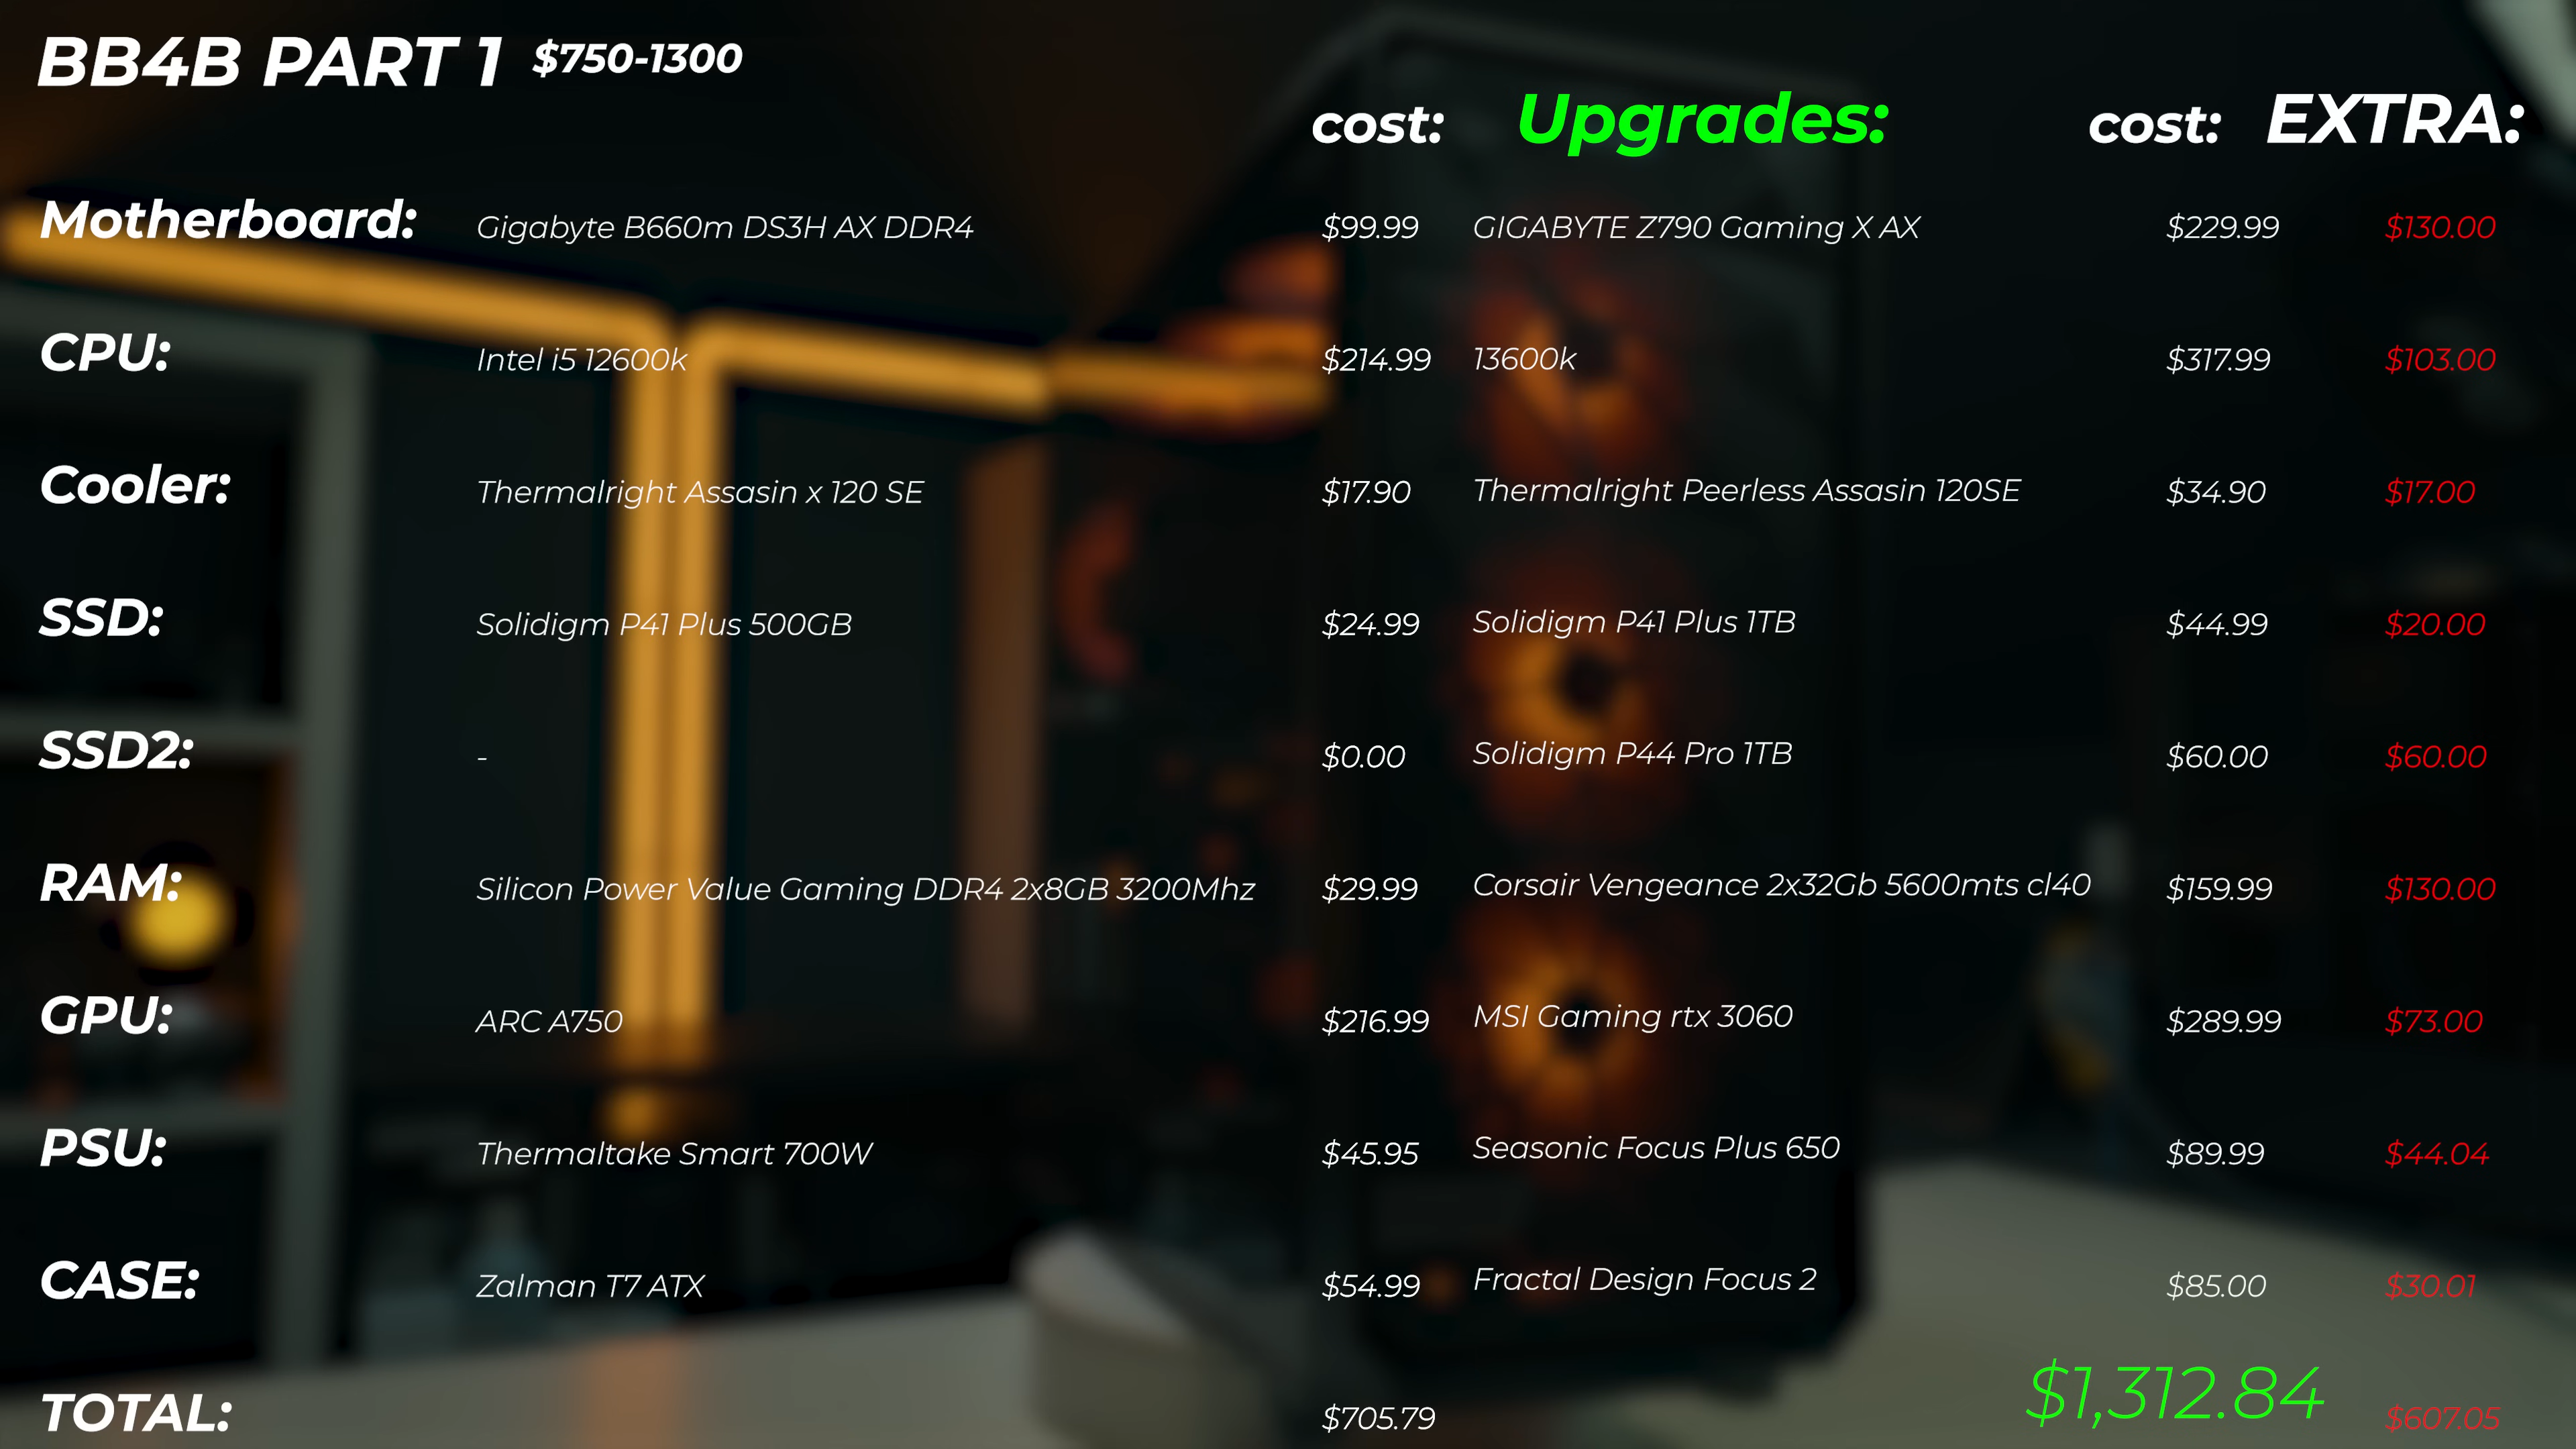 BB4B PART 1 $750-1300
cost: Upgrades: cost: EXTRA:
Motherboard: Gigabyte B660m DS3H AX DDR4 $99.99 GIGABYTE Z790 Gaming X AX $229.99 $130.00
CPU: Intel i5 12600k $214.99 13600k $317.99 $103.00
Cooler: Thermalright Assasin x 120 SE $17.90 Thermalright Peerless Assasin 120SE $34.90 $17.00
SSD: Solidigm P41 Plus 500GB $24.99 Solidigm P41 Plus 1TB $44.99 $20.00
SSD2: - $0.00 Solidigm P44 Pro 1TB $60.00 $60.00
RAM: Silicon Power Value Gaming DDR4 2x8GB 3200Mhz $29.99 Corsair Vengeance 2x32Gb 5600mts cl40 $159.99 $130.00
GPU: ARC A750 $216.99 MSI Gaming rtx 3060 $289.99 $73.00
PSU: Thermaltake Smart 700W $45.95 Seasonic Focus Plus 650 $89.99 $44.04
CASE: Zalman T7 ATX $54.99 Fractal Design Focus 2 $85.00 $30.01
TOTAL: $705.79 $1,312.84 $607.05